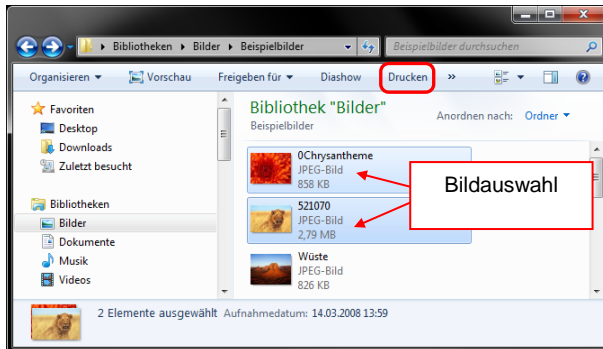 Bibliotheken Bilder Beispielbilder Beispielbilder durchsuchen
Organisieren Vorschau Freigeben für Diashow Drucken »
Favoriten
Desktop
Downloads
Zuletzt besucht
Bibliotheken
Bilder
Dokumente
Musik
Videos
Bibliothek "Bilder"
Beispielbilder
Anordnen nach: Ordner
0Chrysantheme
JPEG-Bild
858 KB
521070
JPEG-Bild
2,79 MB
Wüste
JPEG-Bild
826 KB
Bildauswahl
2 Elemente ausgewählt Aufnahmedatum: 14.03.2008 13:59